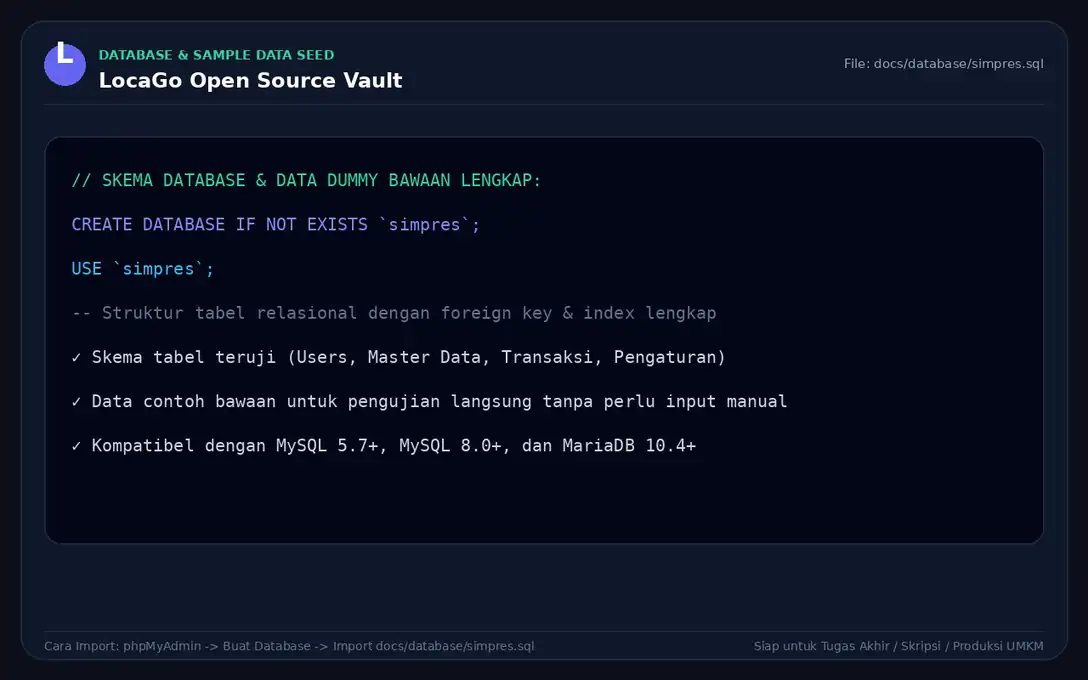 L
DATABASE & SAMPLE DATA SEED
LocaGo Open Source Vault
File: docs/database/simpres.sql
// SKEMA DATABASE & DATA DUMMY BAWAAN LENGKAP:
CREATE DATABASE IF NOT EXISTS `simpres`;
USE `simpres`;
-- Struktur tabel relasional dengan foreign key & index lengkap
✓ Skema tabel teruji (Users, Master Data, Transaksi, Pengaturan)
✓ Data contoh bawaan untuk pengujian langsung tanpa perlu input manual
✓ Kompatibel dengan MySQL 5.7+, MySQL 8.0+, dan MariaDB 10.4+
Cara Import: phpMyAdmin -> Buat Database -> Import docs/database/simpres.sql
Siap untuk Tugas Akhir / Skripsi / Produksi UMKM